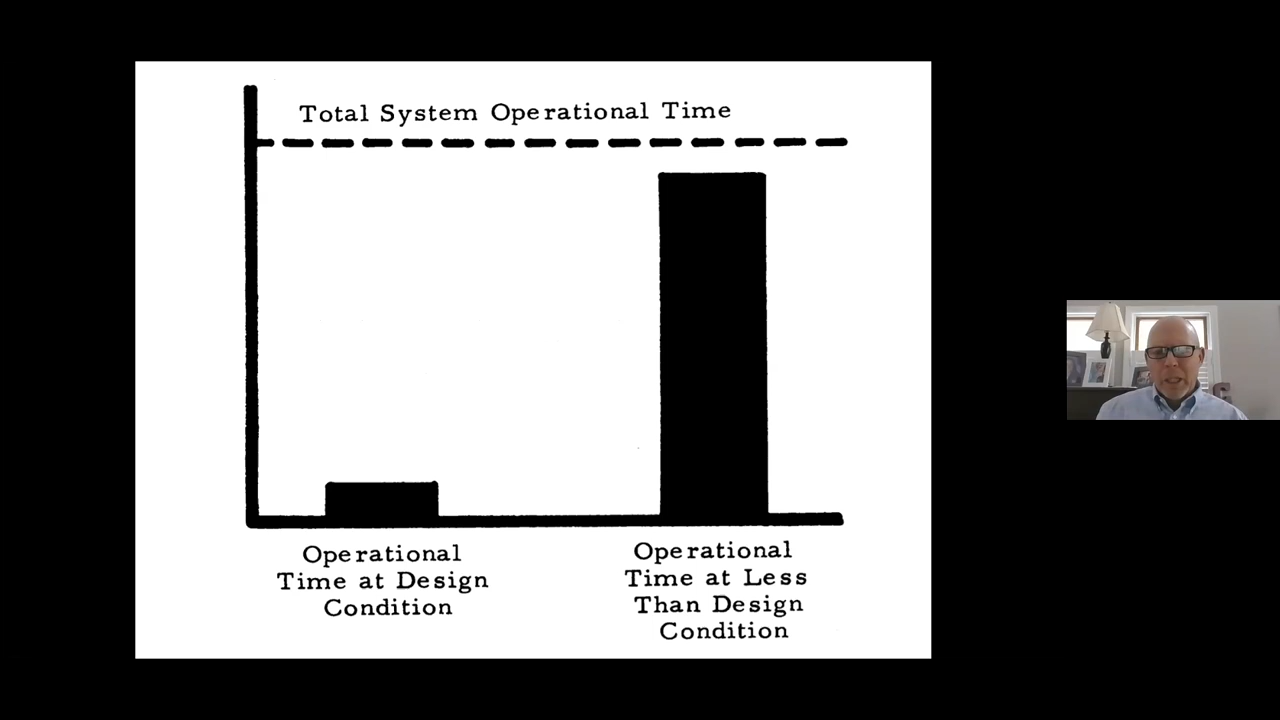 Total System Operational Time
Operational
Time at Design
Condition
Operational
Time at Less
Than Design
Condition